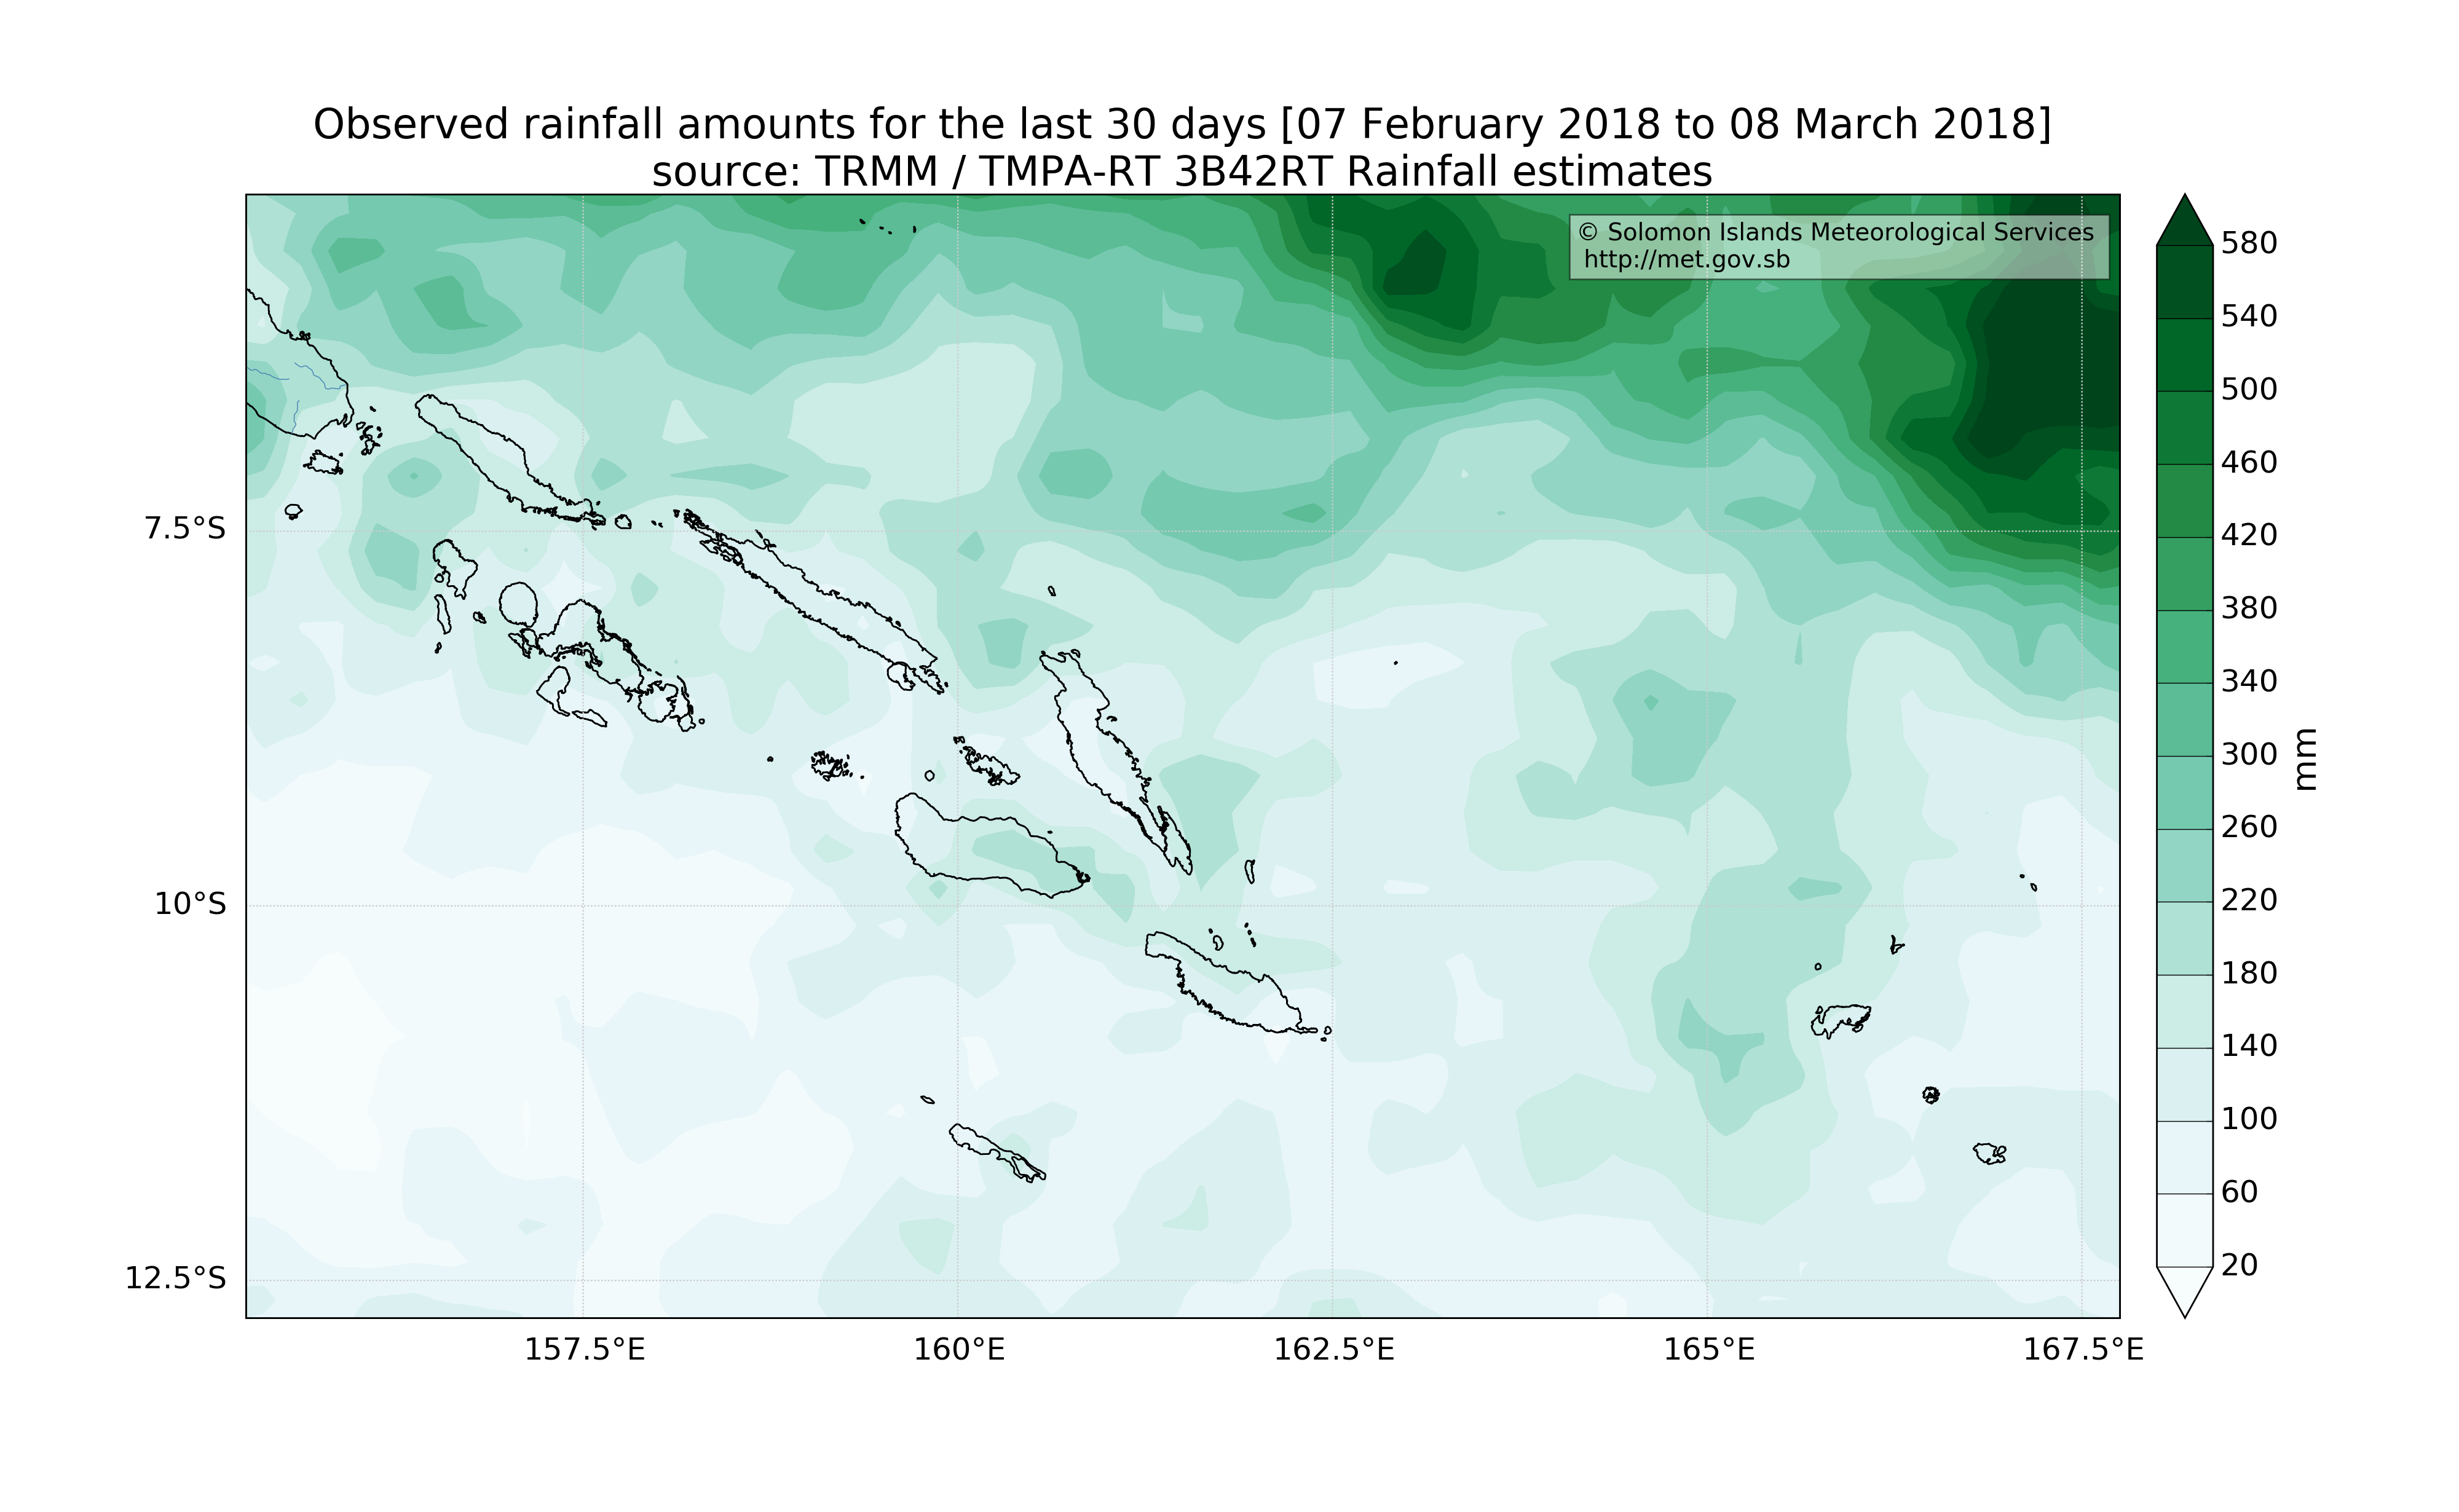 Observed rainfall amounts for the last 30 days [07 February 2018 to 08 March 2018]
source: TRMM / TMPA-RT 3B42RT Rainfall estimates
© Solomon Islands Meteorological Services
http://met.gov.sb
7.5°S
10°S
12.5°S
157.5°E
160°E
162.5°E
165°E
167.5°E
580
540
500
460
420
380
340
300
260
220
180
140
100
60
20
mm